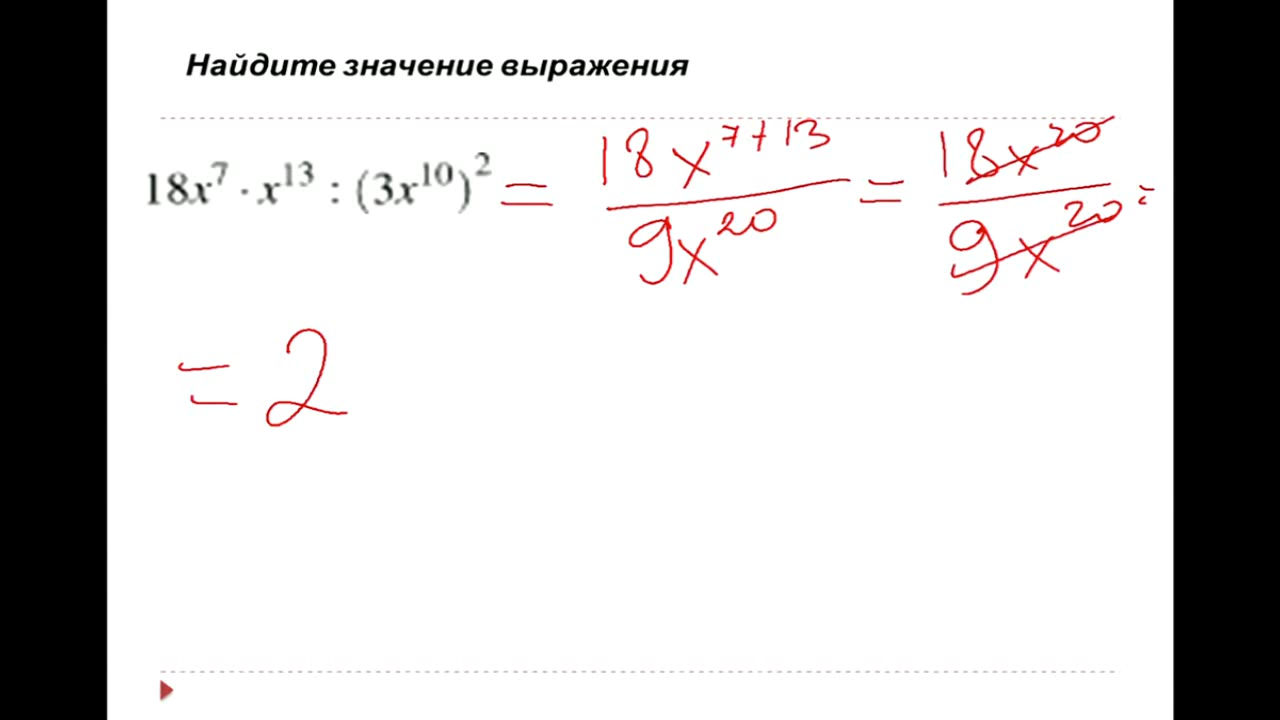 Найдите значение выражения
18x⁷ · x¹³ : (3x¹⁰)² = 18x⁷⁺¹³ / 9x²⁰ = 18x²⁰ / 9x²⁰ =
= 2